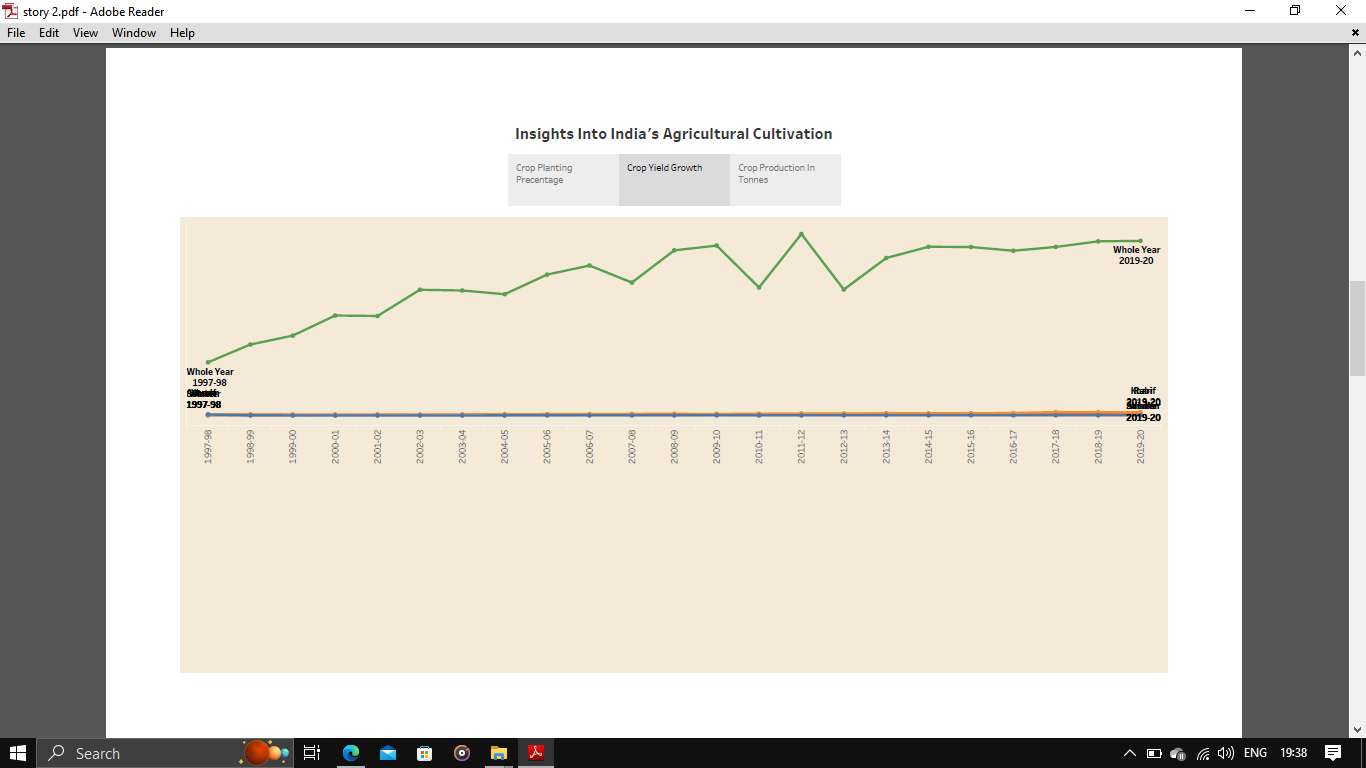 story 2.pdf - Adobe Reader
File Edit View Window Help
Insights Into India's Agricultural Cultivation
Crop Planting
Precentage
Crop Yield Growth
Crop Production In
Tonnes
Whole Year
2019-20
Whole Year
1997-98
1997-98
2019-20
2019-20
1997-98
1998-99
1999-00
2000-01
2001-02
2002-03
2003-04
2004-05
2005-06
2006-07
2007-08
2008-09
2009-10
2010-11
2011-12
2012-13
2013-14
2014-15
2015-16
2016-17
2017-18
2018-19
2019-20
Search
ENG
19:38